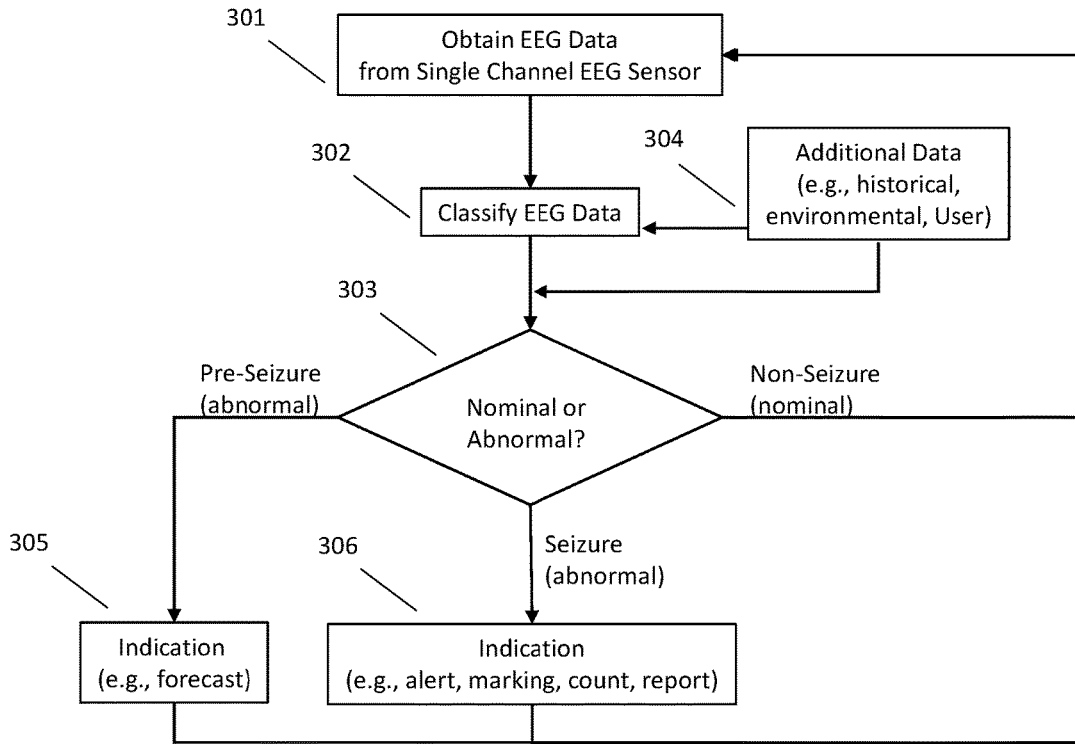 301
Obtain EEG Data
from Single Channel EEG Sensor
302
Classify EEG Data
304
Additional Data
(e.g., historical,
environmental, User)
303
Nominal or
Abnormal?
Pre-Seizure
(abnormal)
Non-Seizure
(nominal)
Seizure
(abnormal)
305
Indication
(e.g., forecast)
306
Indication
(e.g., alert, marking, count, report)